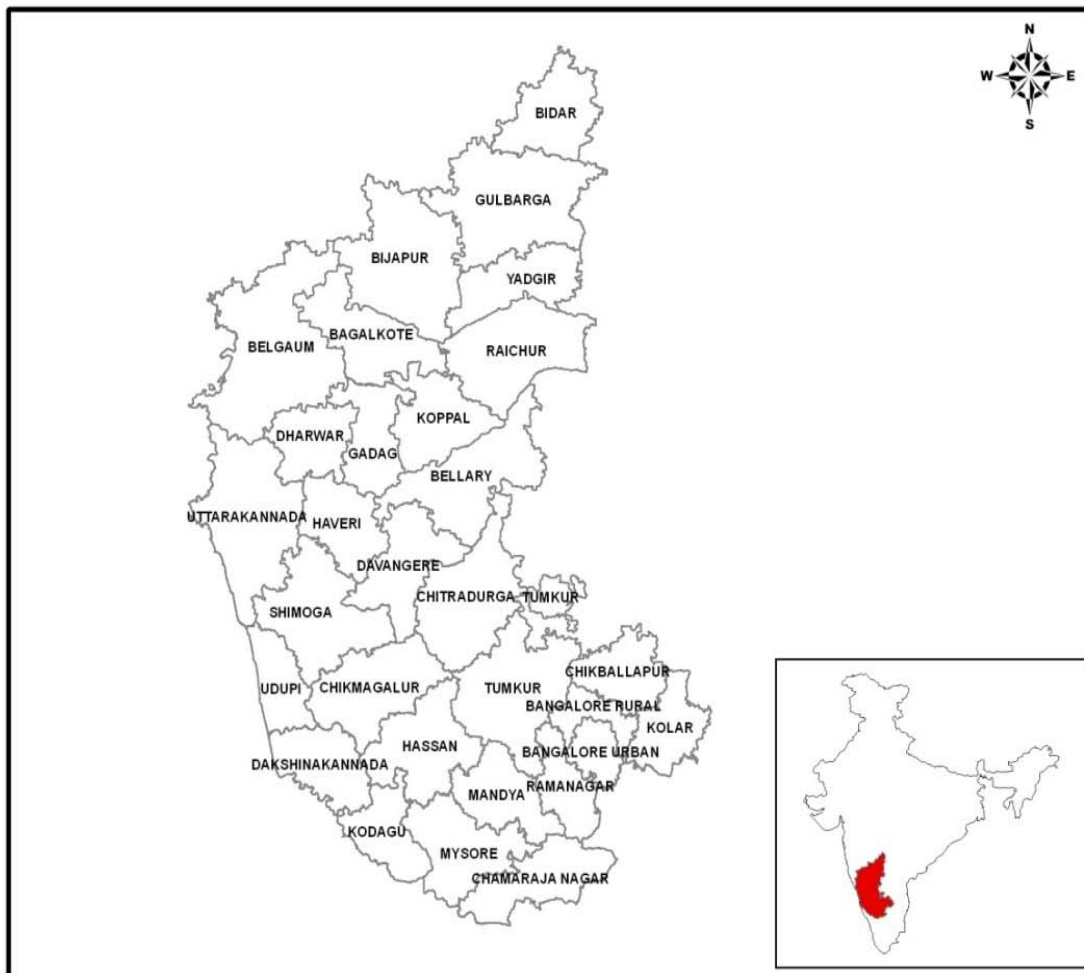 N
W E
S
BIDAR
GULBARGA
BIJAPUR
YADGIR
BAGALKOTE
BELGAUM
RAICHUR
KOPPAL
DHARWAR
GADAG
BELLARY
UTTARAKANNADA
HAVERI
DAVANGERE
CHITRADURGA
TUMKUR
SHIMOGA
CHIKBALLAPUR
UDUPI
CHIKMAGALUR
TUMKUR
BANGALORE RURAL
KOLAR
HASSAN
BANGALORE URBAN
DAKSHINAKANNADA
RAMANAGAR
MANDYA
KODAGU
MYSORE
CHAMARAJA NAGAR